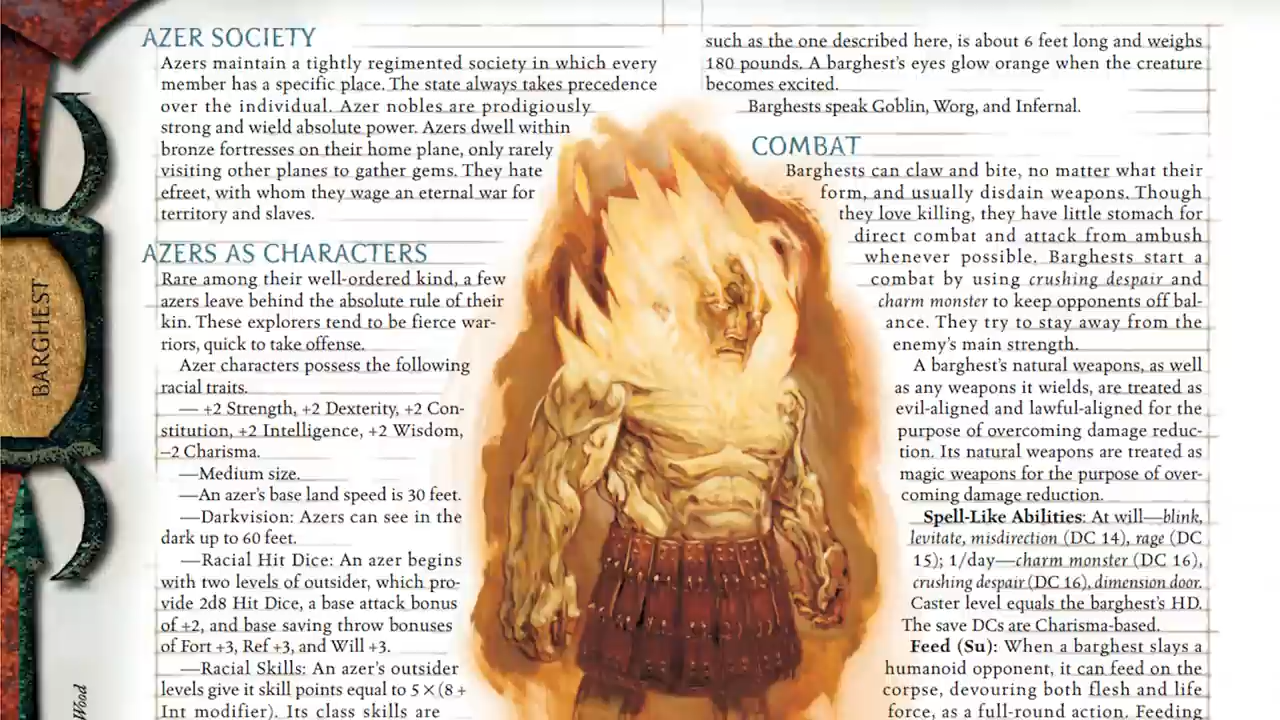 AZER SOCIETY
Azers maintain a tightly regimented society in which every
member has a specific place. The state always takes precedence
over the individual. Azer nobles are prodigiously
strong and wield absolute power. Azers dwell within
bronze fortresses on their home plane, only rarely
visiting other planes to gather gems. They hate
efreet, with whom they wage an eternal war for
territory and slaves.
AZERS AS CHARACTERS
Rare among their well-ordered kind, a few
azers leave behind the absolute rule of their
kin. These explorers tend to be fierce war-
riors, quick to take offense.
Azer characters possess the following
racial traits.
— +2 Strength, +2 Dexterity, +2 Con-
stitution, +2 Intelligence, +2 Wisdom,
–2 Charisma.
—Medium size.
—An azer's base land speed is 30 feet.
—Darkvision: Azers can see in the
dark up to 60 feet.
—Racial Hit Dice: An azer begins
with two levels of outsider, which pro-
vide 2d8 Hit Dice, a base attack bonus
of +2, and base saving throw bonuses
of Fort +3, Ref +3, and Will +3.
—Racial Skills: An azer's outsider
levels give it skill points equal to 5 × (8 +
Int modifier). Its class skills are
such as the one described here, is about 6 feet long and weighs
180 pounds. A barghest's eyes glow orange when the creature
becomes excited.
Barghests speak Goblin, Worg, and Infernal.
COMBAT
Barghests can claw and bite, no matter what their
form, and usually disdain weapons. Though
they love killing, they have little stomach for
direct combat and attack from ambush
whenever possible. Barghests start a
combat by using crushing despair and
charm monster to keep opponents off bal-
ance. They try to stay away from the
enemy's main strength.
A barghest's natural weapons, as well
as any weapons it wields, are treated as
evil-aligned and lawful-aligned for the
purpose of overcoming damage reduc-
tion. Its natural weapons are treated as
magic weapons for the purpose of over-
coming damage reduction.
Spell-Like Abilities: At will—blink,
levitate, misdirection (DC 14), rage (DC
15); 1/day—charm monster (DC 16),
crushing despair (DC 16), dimension door.
Caster level equals the barghest's HD.
The save DCs are Charisma-based.
Feed (Su): When a barghest slays a
humanoid opponent, it can feed on the
corpse, devouring both flesh and life
force, as a full-round action. Feeding
BARGHEST
Wood